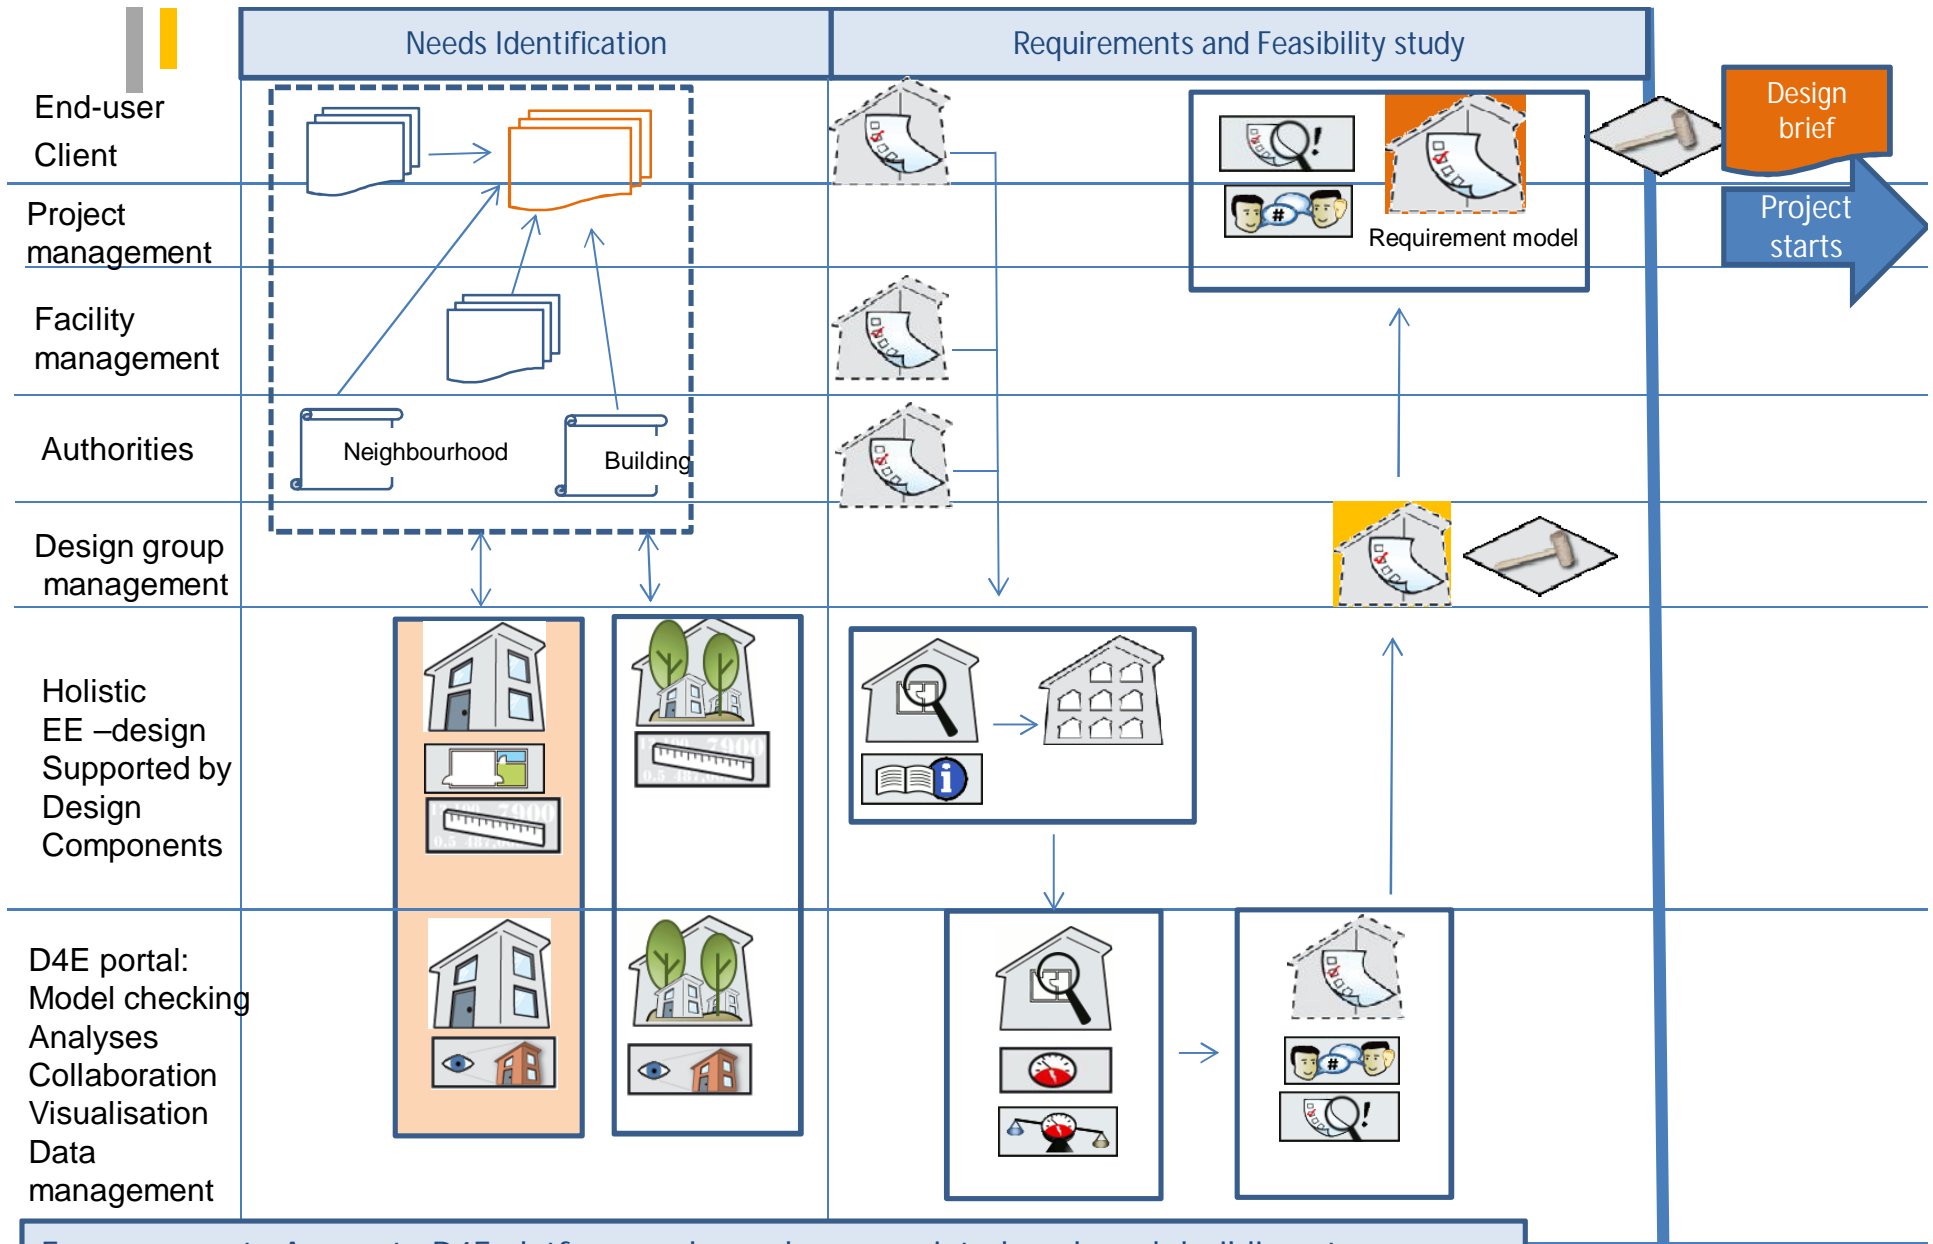 Needs Identification
Requirements and Feasibility study
End-user
Client
Design
brief
Project
management
Project
starts
Requirement model
Facility
management
Authorities
Neighbourhood
Building
Design group
management
Holistic
EE –design
Supported by
Design
Components
7900
7900
D4E portal:
Model checking
Analyses
Collaboration
Visualisation
Data
management